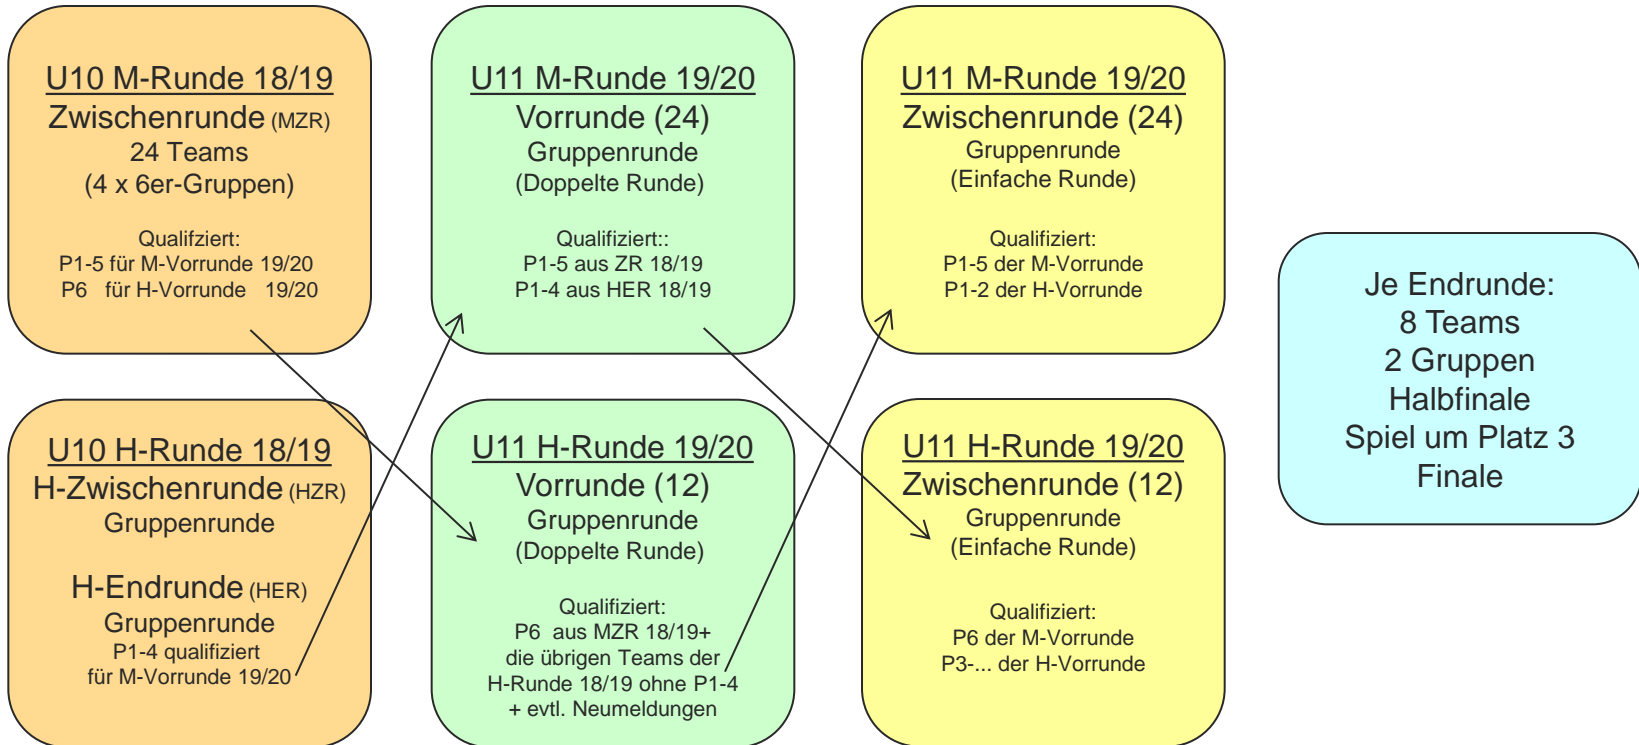 U10 M-Runde 18/19
Zwischenrunde (MZR)
24 Teams
(4 x 6er-Gruppen)
Qualifziert:
P1-5 für M-Vorrunde 19/20
P6 für H-Vorrunde 19/20
U10 H-Runde 18/19
H-Zwischenrunde (HZR)
Gruppenrunde
H-Endrunde (HER)
Gruppenrunde
P1-4 qualifiziert
für M-Vorrunde 19/20
U11 M-Runde 19/20
Vorrunde (24)
Gruppenrunde
(Doppelte Runde)
Qualifiziert::
P1-5 aus ZR 18/19
P1-4 aus HER 18/19
U11 H-Runde 19/20
Vorrunde (12)
Gruppenrunde
(Doppelte Runde)
Qualifiziert:
P6 aus MZR 18/19+
die übrigen Teams der
H-Runde 18/19 ohne P1-4
+ evtl. Neumeldungen
U11 M-Runde 19/20
Zwischenrunde (24)
Gruppenrunde
(Einfache Runde)
Qualifiziert:
P1-5 der M-Vorrunde
P1-2 der H-Vorrunde
U11 H-Runde 19/20
Zwischenrunde (12)
Gruppenrunde
(Einfache Runde)
Qualifiziert:
P6 der M-Vorrunde
P3-... der H-Vorrunde
Je Endrunde:
8 Teams
2 Gruppen
Halbfinale
Spiel um Platz 3
Finale